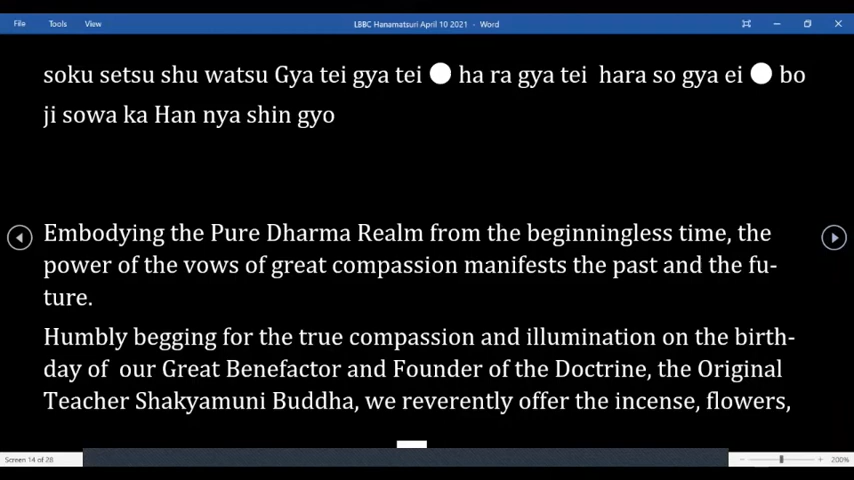 File Tools View LBBC Hanamatsuri April 10 2021 - Word
soku setsu shu watsu Gya tei gya tei ● ha ra gya tei hara so gya ei ● bo
ji sowa ka Han nya shin gyo
Embodying the Pure Dharma Realm from the beginningless time, the
power of the vows of great compassion manifests the past and the fu-
ture.
Humbly begging for the true compassion and illumination on the birth-
day of our Great Benefactor and Founder of the Doctrine, the Original
Teacher Shakyamuni Buddha, we reverently offer the incense, flowers,
Screen 14 of 28 200%